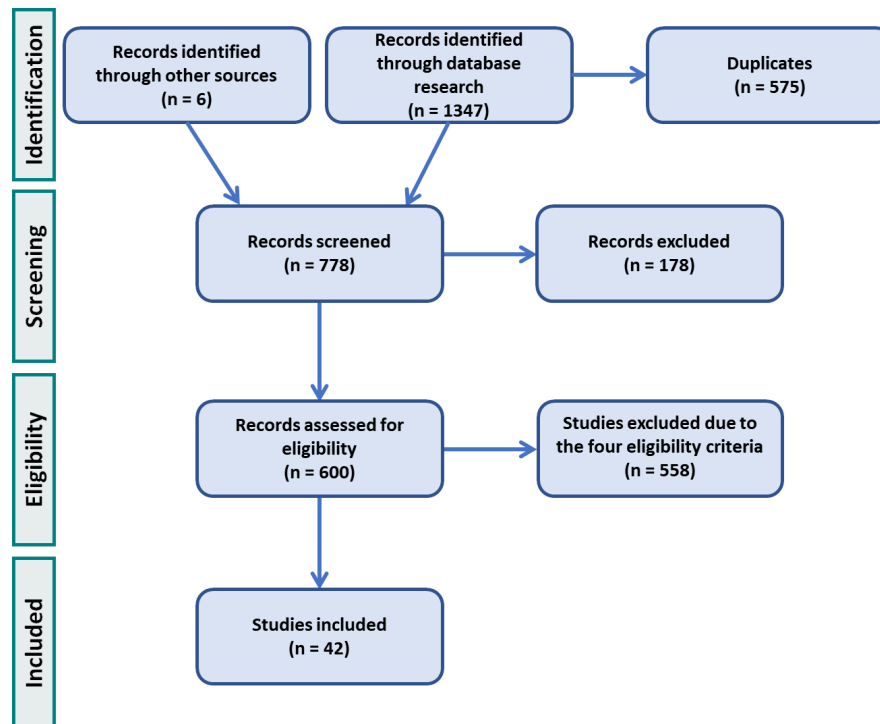 Identification
Records identified
through other sources
(n = 6)
Records identified
through database
research
(n = 1347)
Duplicates
(n = 575)
Screening
Records screened
(n = 778)
Records excluded
(n = 178)
Eligibility
Records assessed for
eligibility
(n = 600)
Studies excluded due to
the four eligibility criteria
(n = 558)
Included
Studies included
(n = 42)